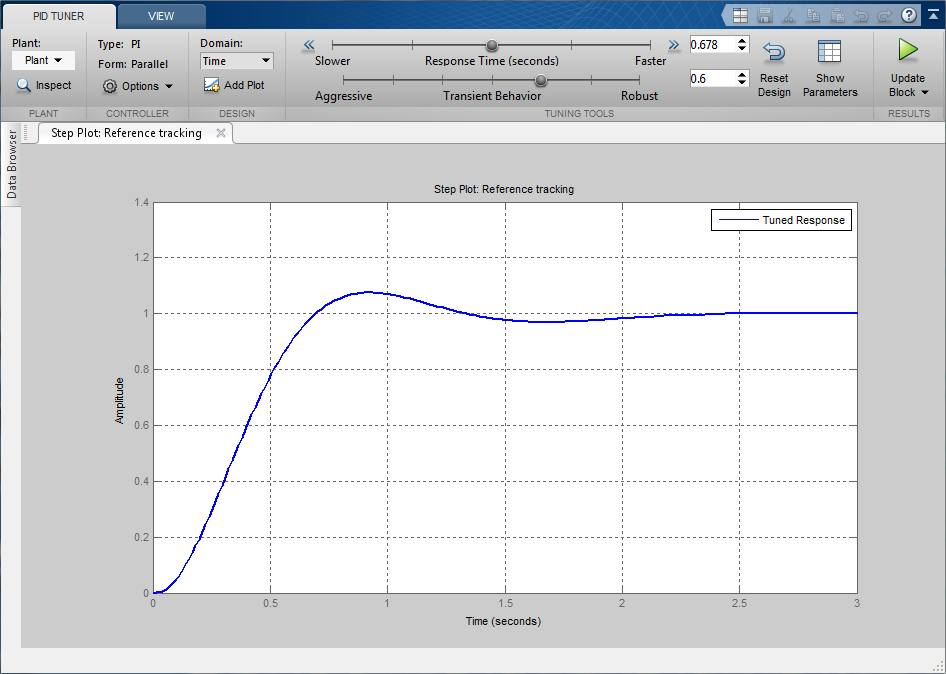 PID TUNER
VIEW
Plant:
Plant
Inspect
PLANT
Type: PI
Form: Parallel
Options
CONTROLLER
Domain:
Time
Add Plot
DESIGN
Slower
Response Time (seconds)
Faster
0.678
Aggressive
Transient Behavior
Robust
0.6
Reset
Design
Show
Parameters
TUNING TOOLS
Update
Block
RESULTS
Data Browser
Step Plot: Reference tracking
Step Plot: Reference tracking
Tuned Response
1.4
1.2
1
0.8
0.6
0.4
0.2
0
Amplitude
0 0.5 1 1.5 2 2.5 3
Time (seconds)